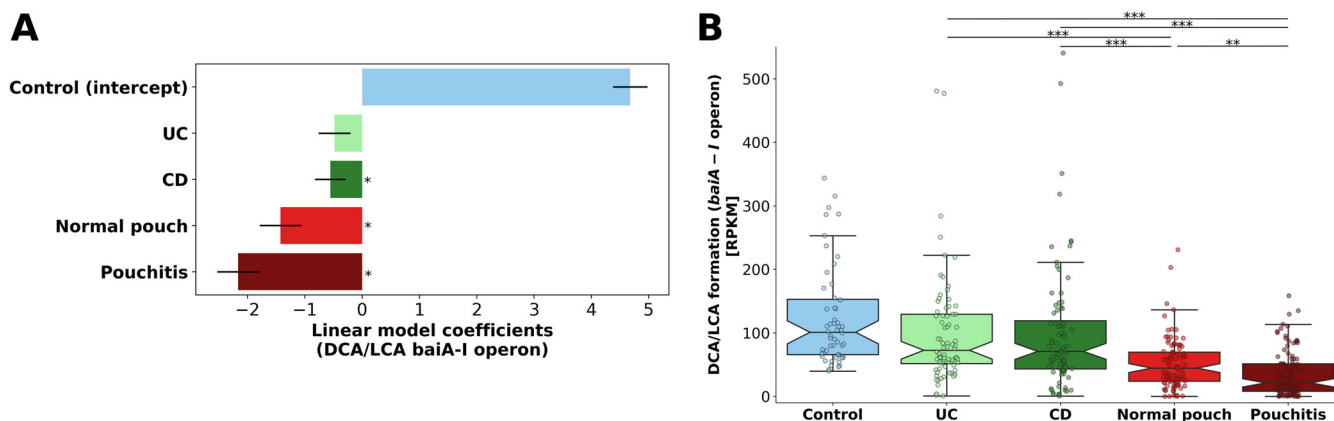 A
Control (intercept)
UC
CD
*
Normal pouch
*
Pouchitis
*
−2
−1
0
1
2
3
4
5
Linear model coefficients
(DCA/LCA baiA-I operon)
B
***
***
***
***
**
DCA/LCA formation (baiA − I operon)
[RPKM]
500
400
300
200
100
0
Control
UC
CD
Normal pouch
Pouchitis